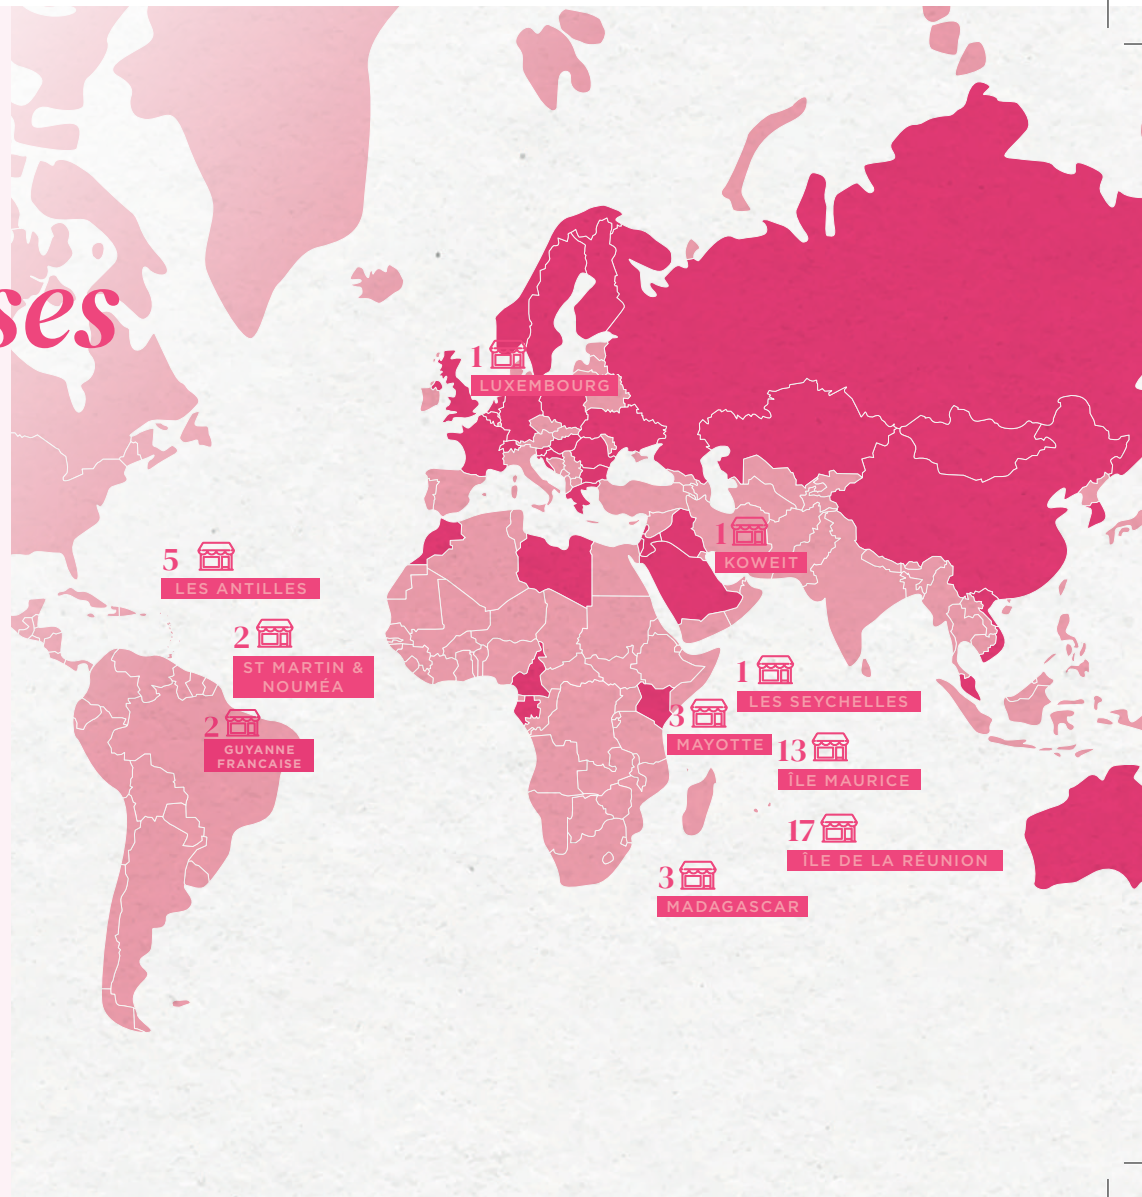 ses
1
LUXEMBOURG
1
KOWEIT
5
LES ANTILLES
2
ST MARTIN &
NOUMÉA
1
LES SEYCHELLES
2
GUYANNE
FRANCAISE
3
MAYOTTE
13
ÎLE MAURICE
17
ÎLE DE LA RÉUNION
3
MADAGASCAR